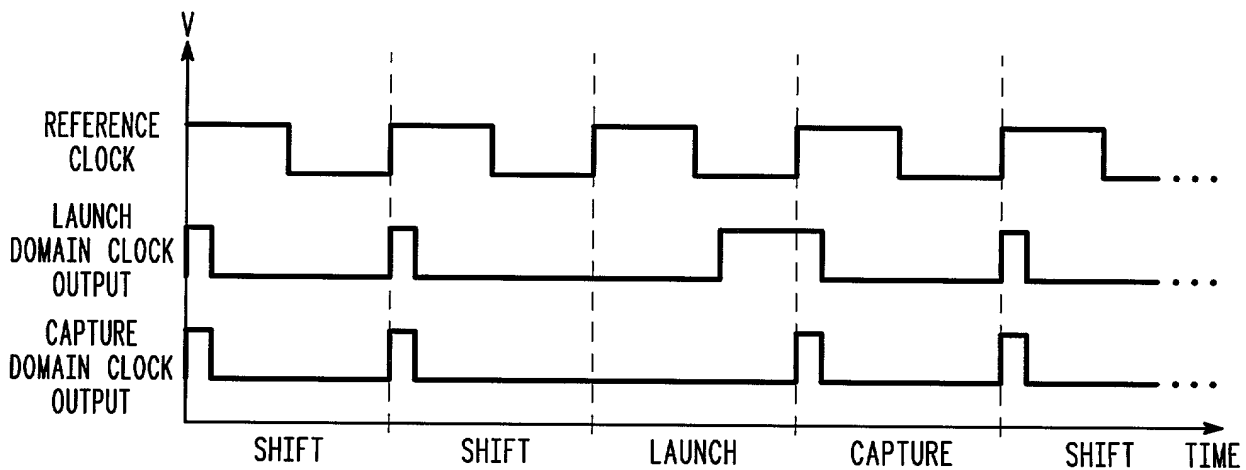 V
REFERENCE
CLOCK
LAUNCH
DOMAIN CLOCK
OUTPUT
CAPTURE
DOMAIN CLOCK
OUTPUT
SHIFT SHIFT LAUNCH CAPTURE SHIFT TIME